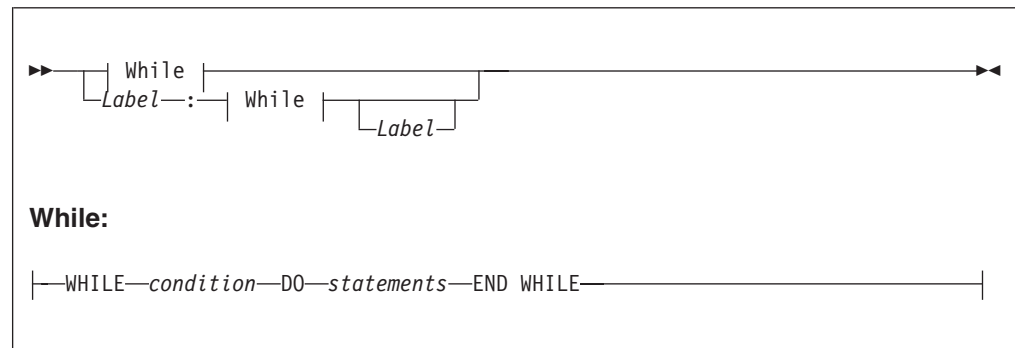 While
Label : While
Label
While:
WHILE condition DO statements END WHILE